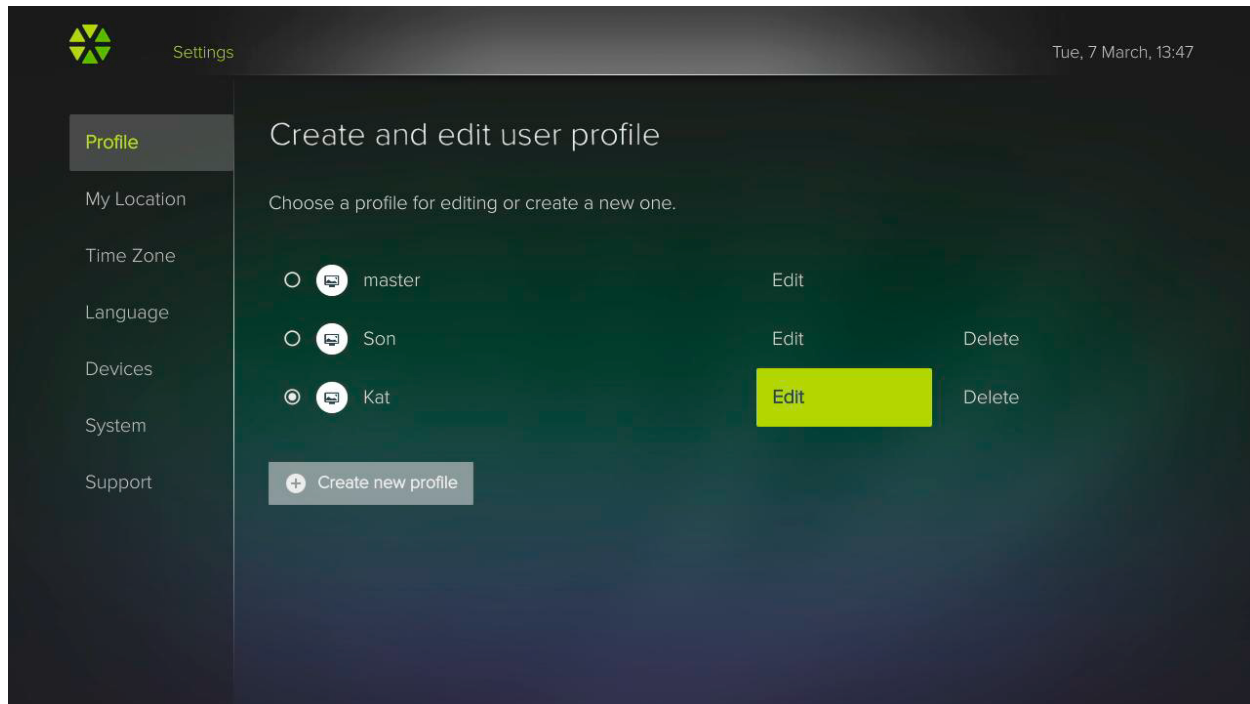 Settings
Tue, 7 March, 13:47
Profile
My Location
Time Zone
Language
Devices
System
Support
Create and edit user profile
Choose a profile for editing or create a new one.
master Edit
Son Edit Delete
Kat Edit Delete
Create new profile